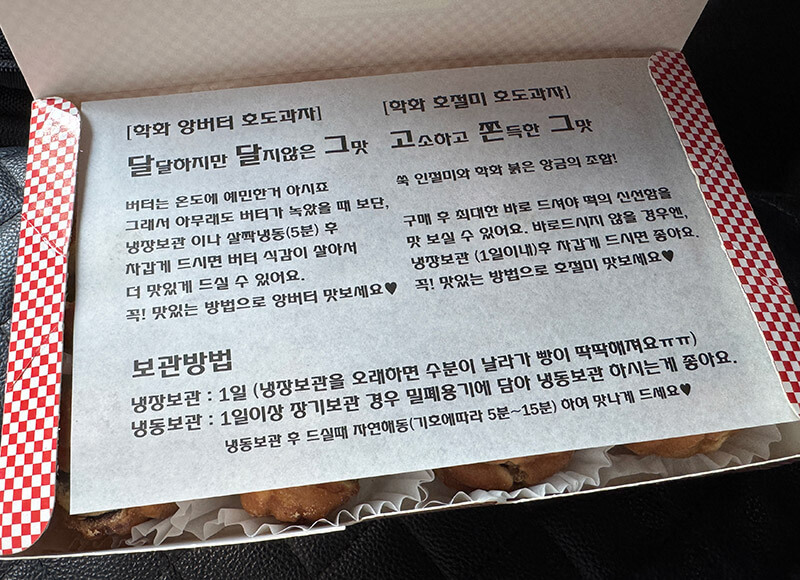 [학화 앙버터 호도과자]
달달하지만 달지않은 그맛
버터는 온도에 예민한거 아시죠
그래서 아무래도 버터가 녹았을 때 보단,
냉장보관 이나 살짝냉동(5분) 후
차갑게 드시면 버터 식감이 살아서
더 맛있게 드실 수 있어요.
꼭! 맛있는 방법으로 앙버터 맛보세요♥
[학화 호절미 호도과자]
고소하고 쫀득한 그맛
쑥 인절미와 학화 붉은 앙금의 조합!
구매 후 최대한 바로 드셔야 떡의 신선함을
맛 보실 수 있어요. 바로드시지 않을 경우엔,
냉장보관 (1일이내)후 차갑게 드시면 좋아요.
꼭! 맛있는 방법으로 호절미 맛보세요♥
보관방법
냉장보관 : 1일 (냉장보관을 오래하면 수분이 날라가 빵이 딱딱해져요ㅠㅠ)
냉동보관 : 1일이상 장기보관 경우 밀폐용기에 담아 냉동보관 하시는게 좋아요.
냉동보관 후 드실때 자연해동(기호에따라 5분~15분) 하여 맛나게 드세요♥